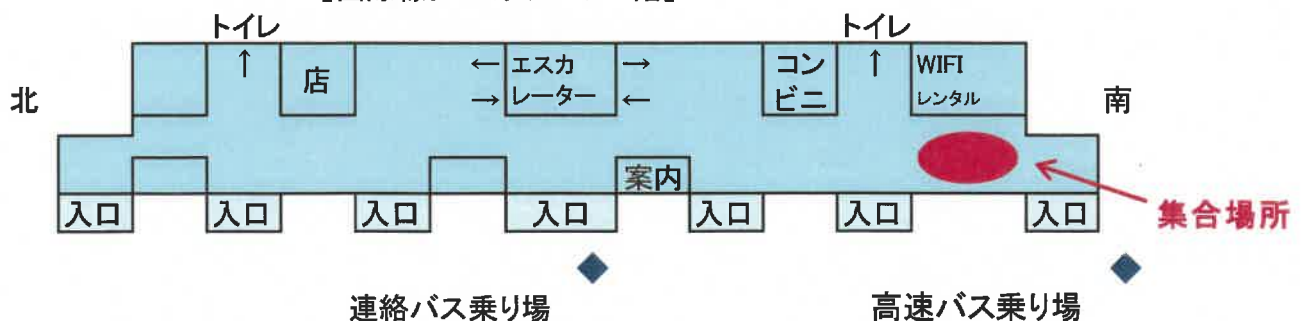 トイレ
トイレ
店
← エスカ →
→ レーター ←
コン
ビニ
↑
↑
WIFI
レンタル
北
南
案内
入口
入口
入口
入口
入口
入口
入口
集合場所
連絡バス乗り場
高速バス乗り場